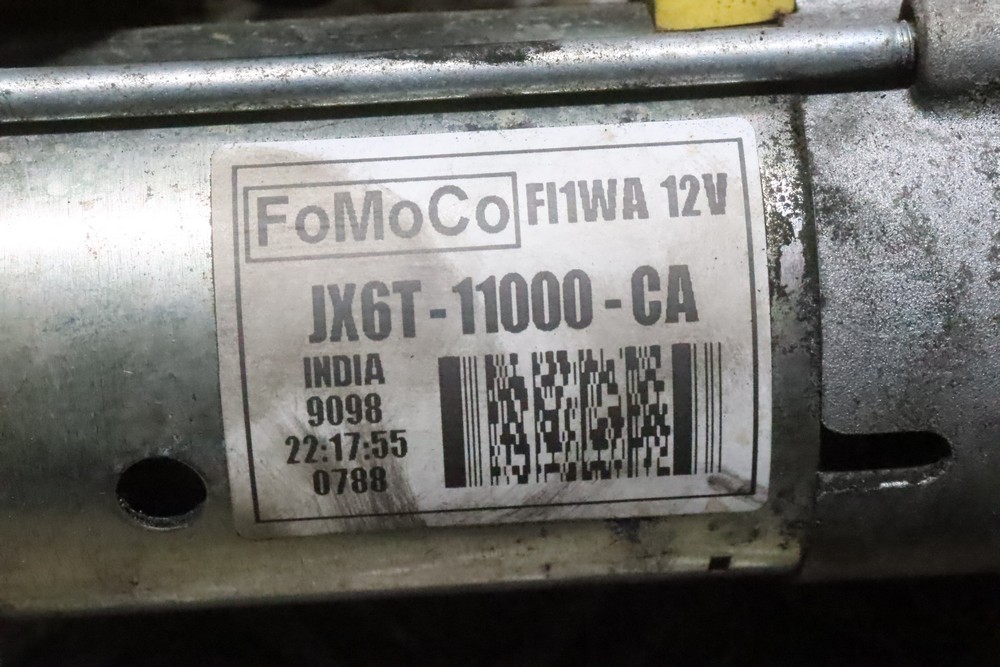 FoMoCo FI1WA 12V
JX6T-11000-CA
INDIA
9098
22:17:55
0788